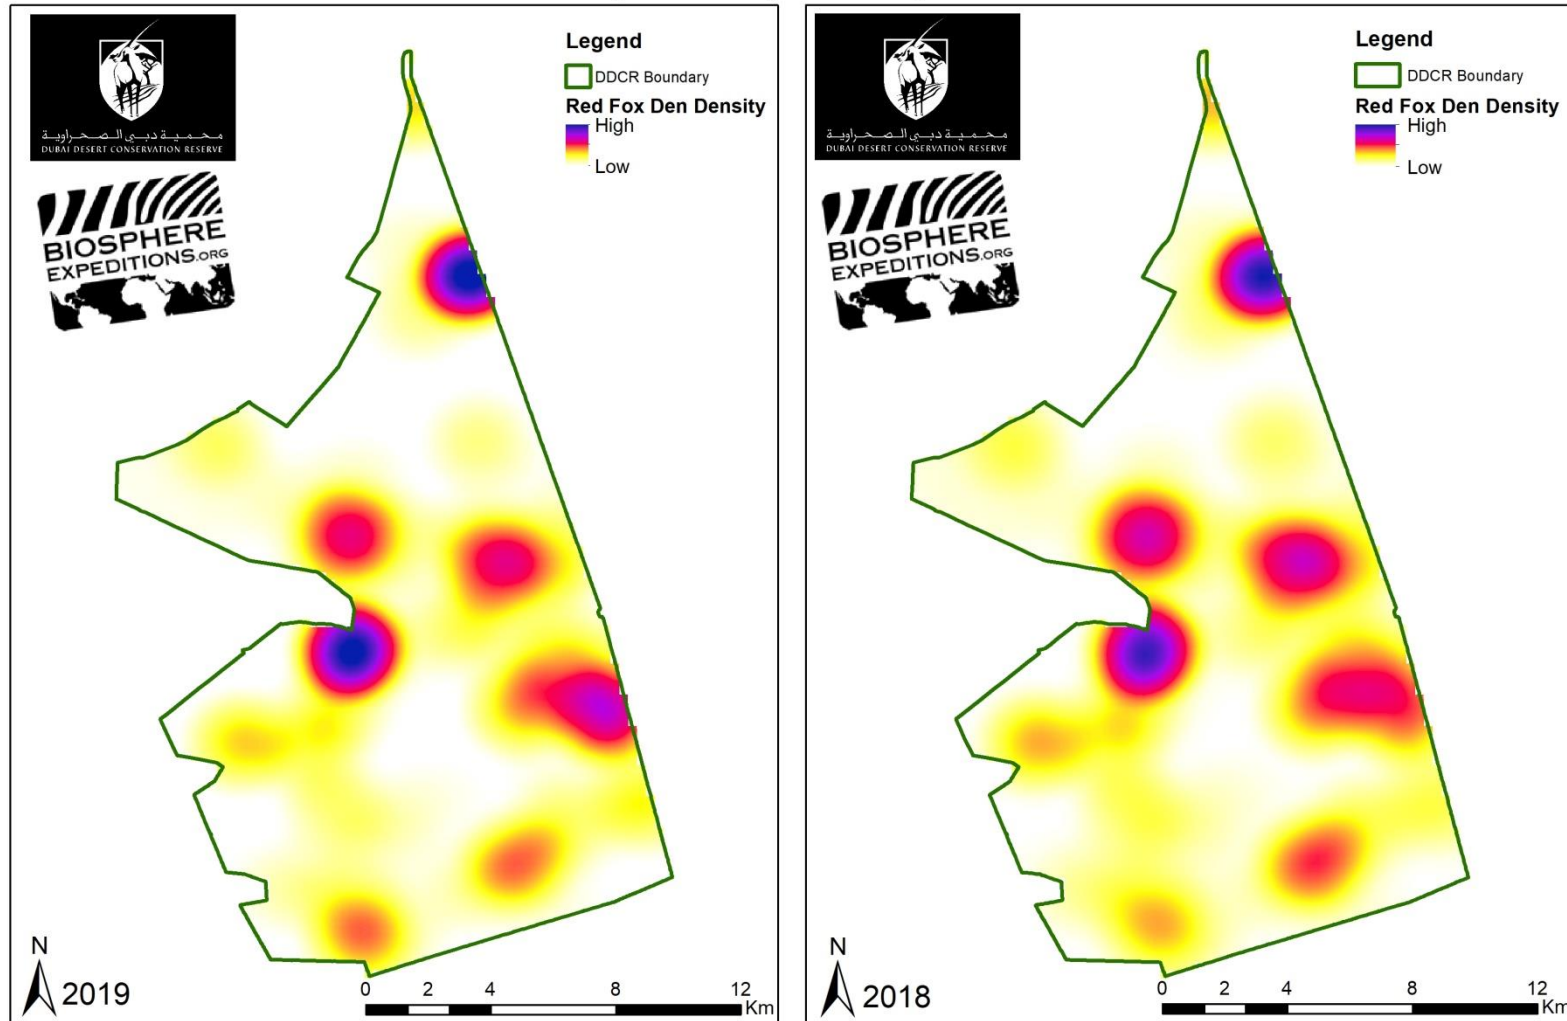 محمية دبي الصحراوية
DUBAI DESERT CONSERVATION RESERVE
BIOSPHERE
EXPEDITIONS.ORG
Legend
DDCR Boundary
Red Fox Den Density
High
Low
N
2019
0 2 4 8 12
Km
محمية دبي الصحراوية
DUBAI DESERT CONSERVATION RESERVE
BIOSPHERE
EXPEDITIONS.ORG
Legend
DDCR Boundary
Red Fox Den Density
High
Low
N
2018
0 2 4 8 12
Km